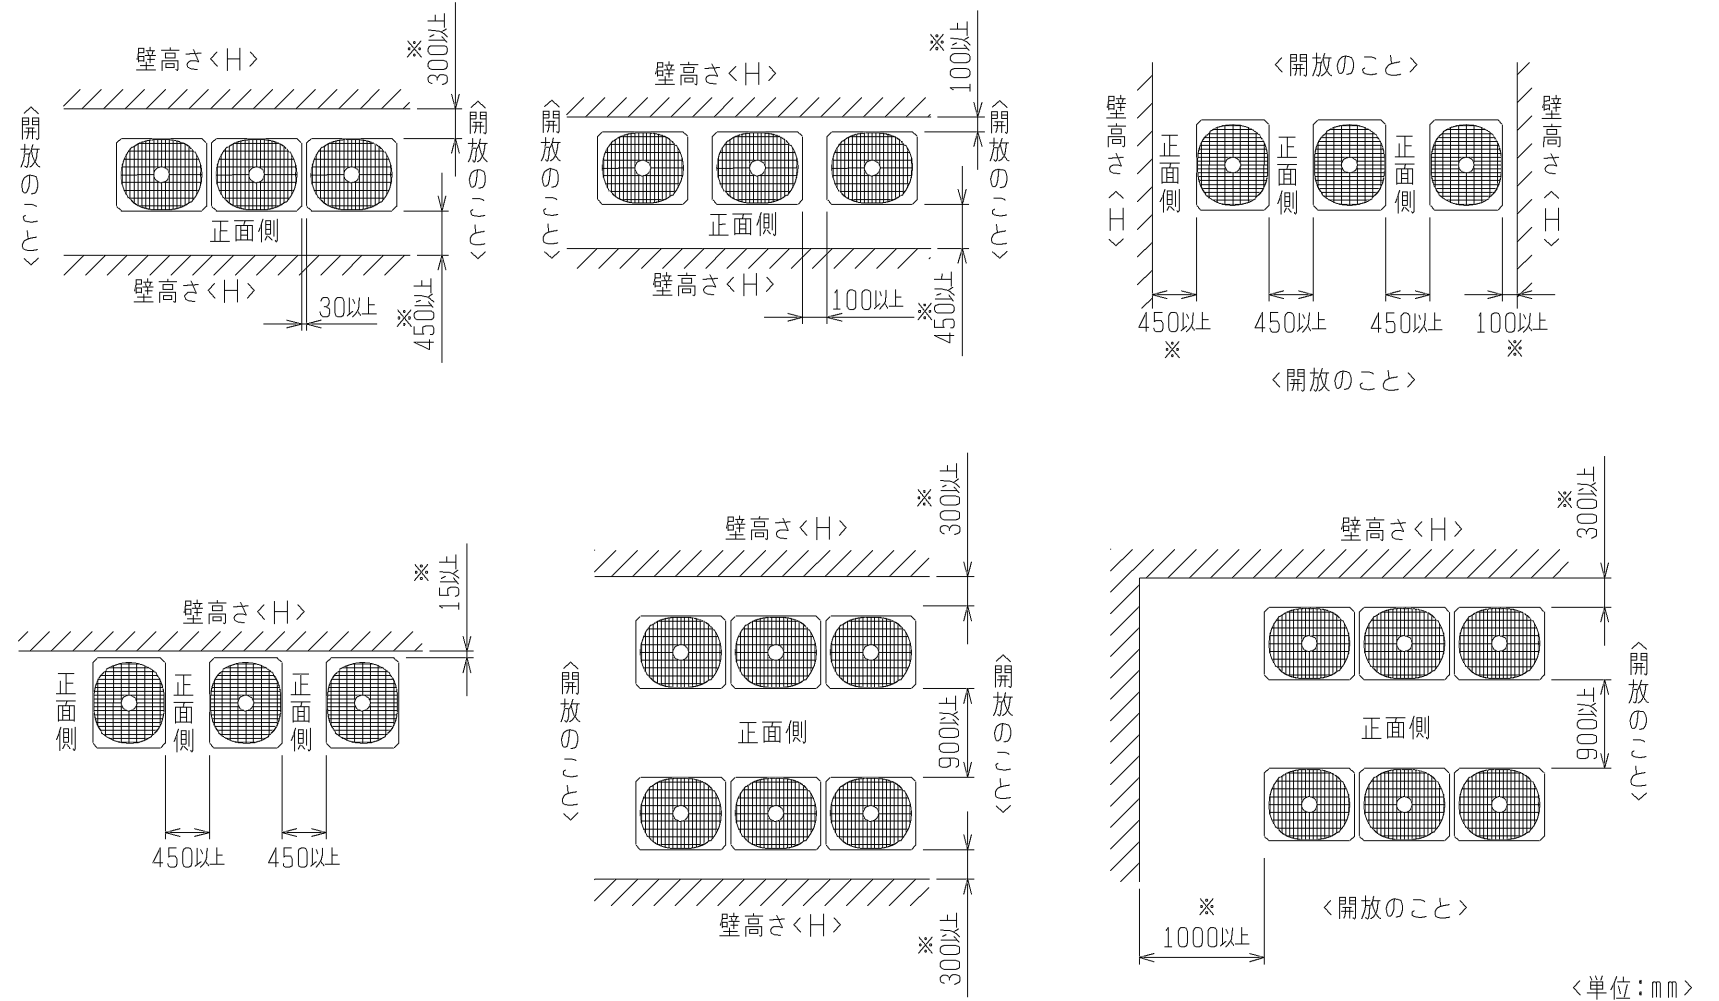 壁高さ<H>
※
300以上
<開放のこと>
<開放のこと>
正面側
壁高さ<H>
30以上
※
450以上
壁高さ<H>
※
100以上
<開放のこと>
<開放のこと>
正面側
壁高さ<H>
100以上
※
450以上
<開放のこと>
壁高さ<H>
正面側
正面側
正面側
壁高さ<H>
450以上
※
450以上
450以上
100以上
※
<開放のこと>
※
15以上
壁高さ<H>
正面側
正面側
正面側
450以上
450以上
※
300以上
壁高さ<H>
<開放のこと>
正面側
900以上
<開放のこと>
壁高さ<H>
※
300以上
※
300以上
壁高さ<H>
正面側
900以上
<開放のこと>
※
1000以上
<開放のこと>
<単位:mm>